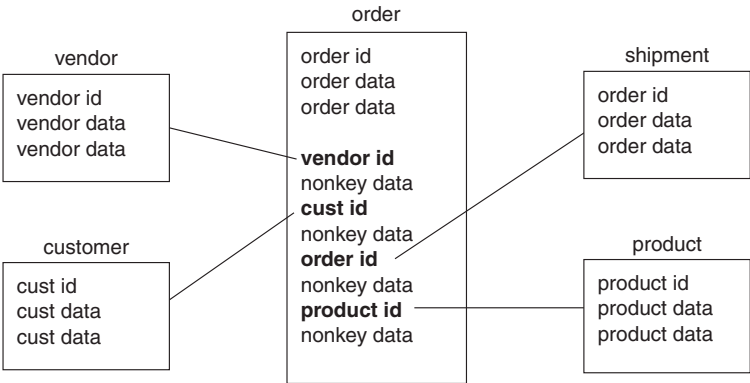 order
order id
order data
order data
vendor id
nonkey data
cust id
nonkey data
order id
nonkey data
product id
nonkey data
vendor
vendor id
vendor data
vendor data
customer
cust id
cust data
cust data
shipment
order id
order data
order data
product
product id
product data
product data